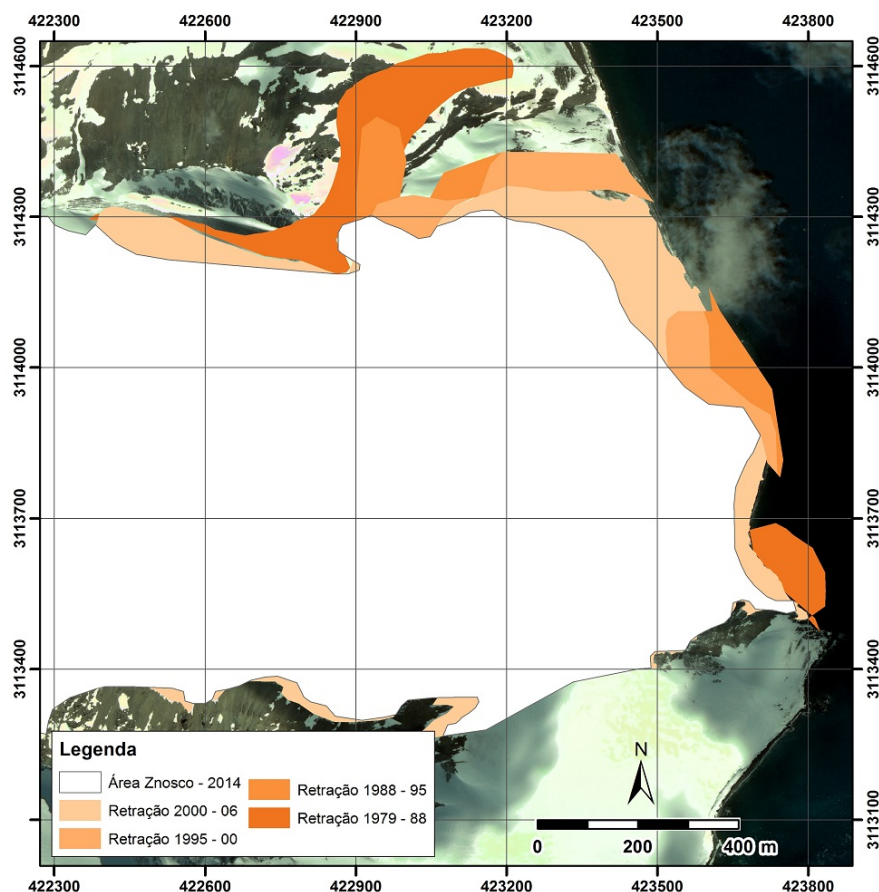 422300 422600 422900 423200 423500 423800
3114600 3114600
3114300 3114300
3114000 3114000
3113700 3113700
3113400 3113400
3113100 3113100
Legenda
Área Znosco - 2014
Retração 2000 - 06
Retração 1995 - 00
Retração 1988 - 95
Retração 1979 - 88
N
0 200 400 m
422300 422600 422900 423200 423500 423800